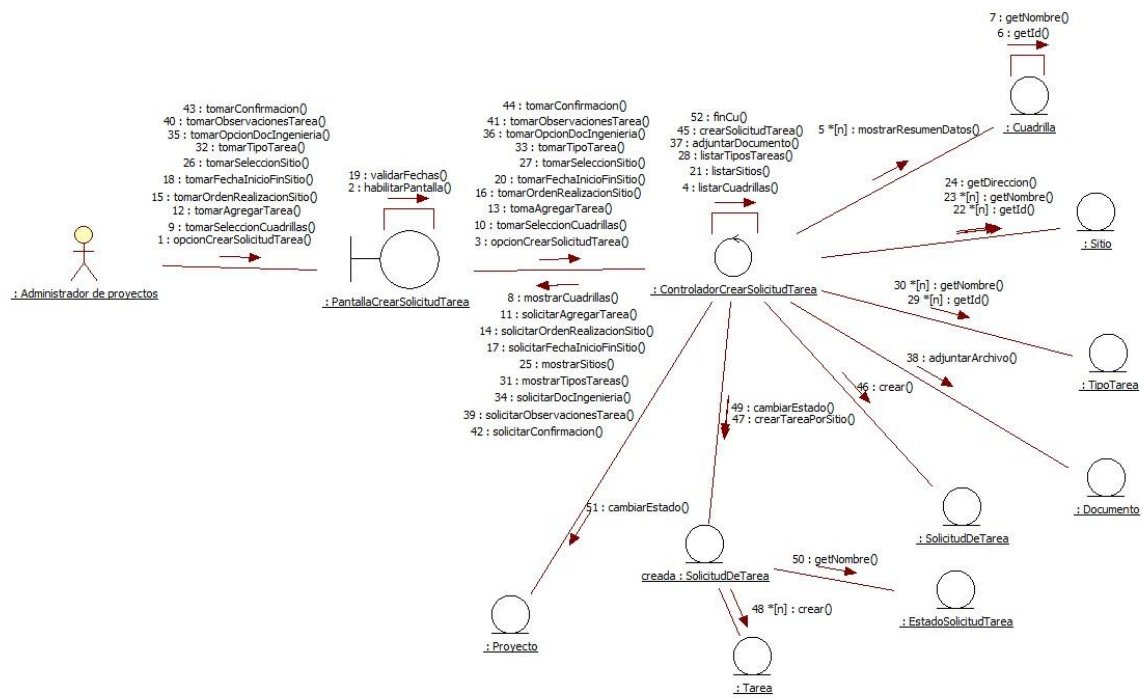 7 : getNombre()
6 : getId()
: Cuadrilla
43 : tomarConfirmacion()
40 : tomarObservacionesTarea()
35 : tomarOpcionDocIngenieria()
32 : tomarTipoTarea()
26 : tomarSeleccionSitio()
18 : tomarFechaInicioFinSitio()
15 : tomarOrdenRealizacionSitio()
12 : tomarAgregarTarea()
9 : tomarSeleccionCuadrillas()
1 : opcionCrearSolicitudTarea()
: Administrador de proyectos
19 : validarFechas()
2 : habilitarPantalla()
: PantallaCrearSolicitudTarea
44 : tomarConfirmacion()
41 : tomarObservacionesTarea()
36 : tomarOpcionDocIngenieria()
33 : tomarTipoTarea()
27 : tomarSeleccionSitio()
20 : tomarFechaInicioFinSitio()
16 : tomarOrdenRealizacionSitio()
13 : tomaAgregarTarea()
10 : tomarSeleccionCuadrillas()
3 : opcionCrearSolicitudTarea()
8 : mostrarCuadrillas()
11 : solicitarAgregarTarea()
14 : solicitarOrdenRealizacionSitio()
17 : solicitarFechaInicioFinSitio()
25 : mostrarSitios()
31 : mostrarTiposTareas()
34 : solicitarDocIngenieria()
39 : solicitarObservacionesTarea()
42 : solicitarConfirmacion()
52 : finCu()
45 : crearSolicitudTarea()
37 : adjuntarDocumento()
28 : listarTiposTareas()
21 : listarSitios()
4 : listarCuadrillas()
: ControladorCrearSolicitudTarea
5 *[n] : mostrarResumenDatos()
24 : getDireccion()
23 *[n] : getNombre()
22 *[n] : getId()
: Sitio
30 *[n] : getNombre()
29 *[n] : getId()
: TipoTarea
38 : adjuntarArchivo()
: Documento
46 : crear()
: SolicitudDeTarea
49 : cambiarEstado()
47 : crearTareaPorSitio()
creada : SolicitudDeTarea
50 : getNombre()
: EstadoSolicitudTarea
51 : cambiarEstado()
: Proyecto
48 *[n] : crear()
: Tarea